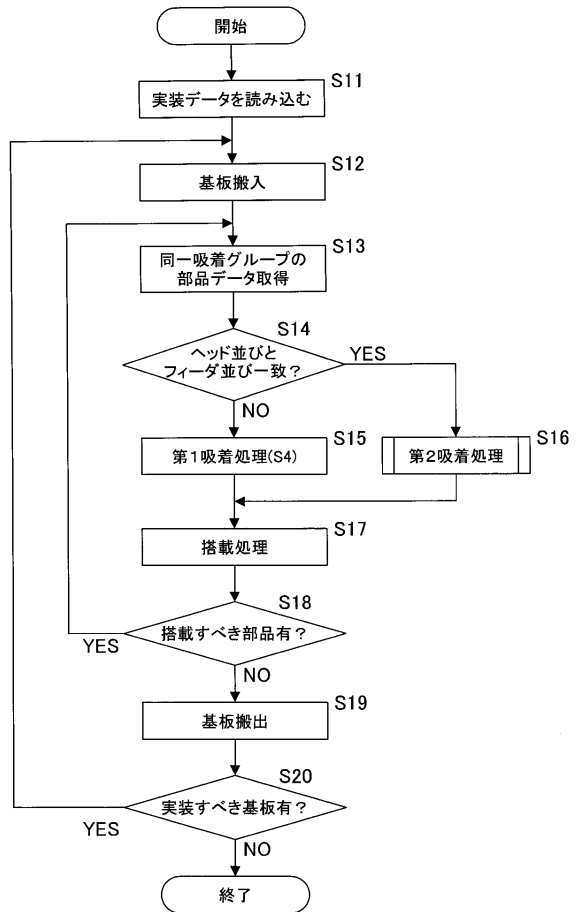 開始
S11
実装データを読み込む
S12
基板搬入
S13
同一吸着グループの
部品データ取得
S14
ヘッド並びと
フィーダ並び一致?
YES
NO
S15
第1吸着処理(S4)
S16
第2吸着処理
S17
搭載処理
S18
搭載すべき部品有?
YES
NO
S19
基板搬出
S20
実装すべき基板有?
YES
NO
終了